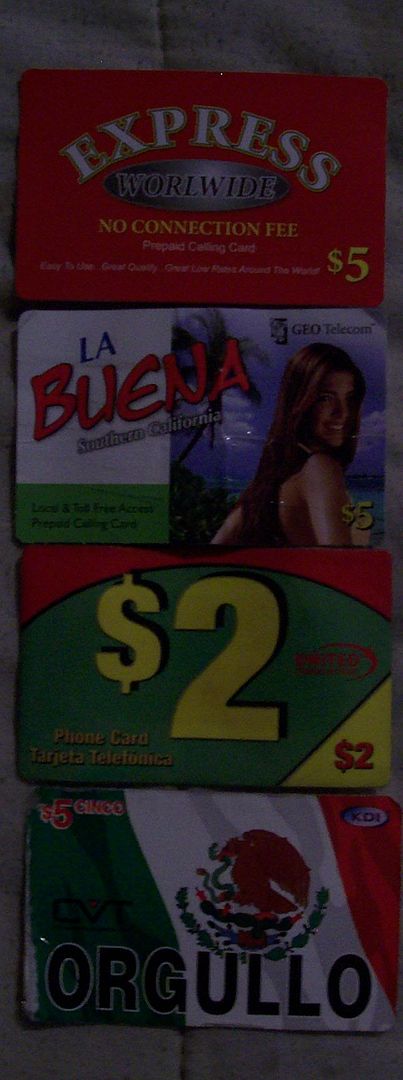 EXPRESS
WORLWIDE
NO CONNECTION FEE
Prepaid Calling Card
Easy To Use. Great Quality. Great Low Rates Around The World!
$5
GEO Telecom
LA
BUENA
Southern California
Local & Toll Free Access
Prepaid Calling Card
$5
$2
UNITED
Phone Card
Tarjeta Telefónica
$2
$5 CINCO
KDI
CVT
ORGULLO